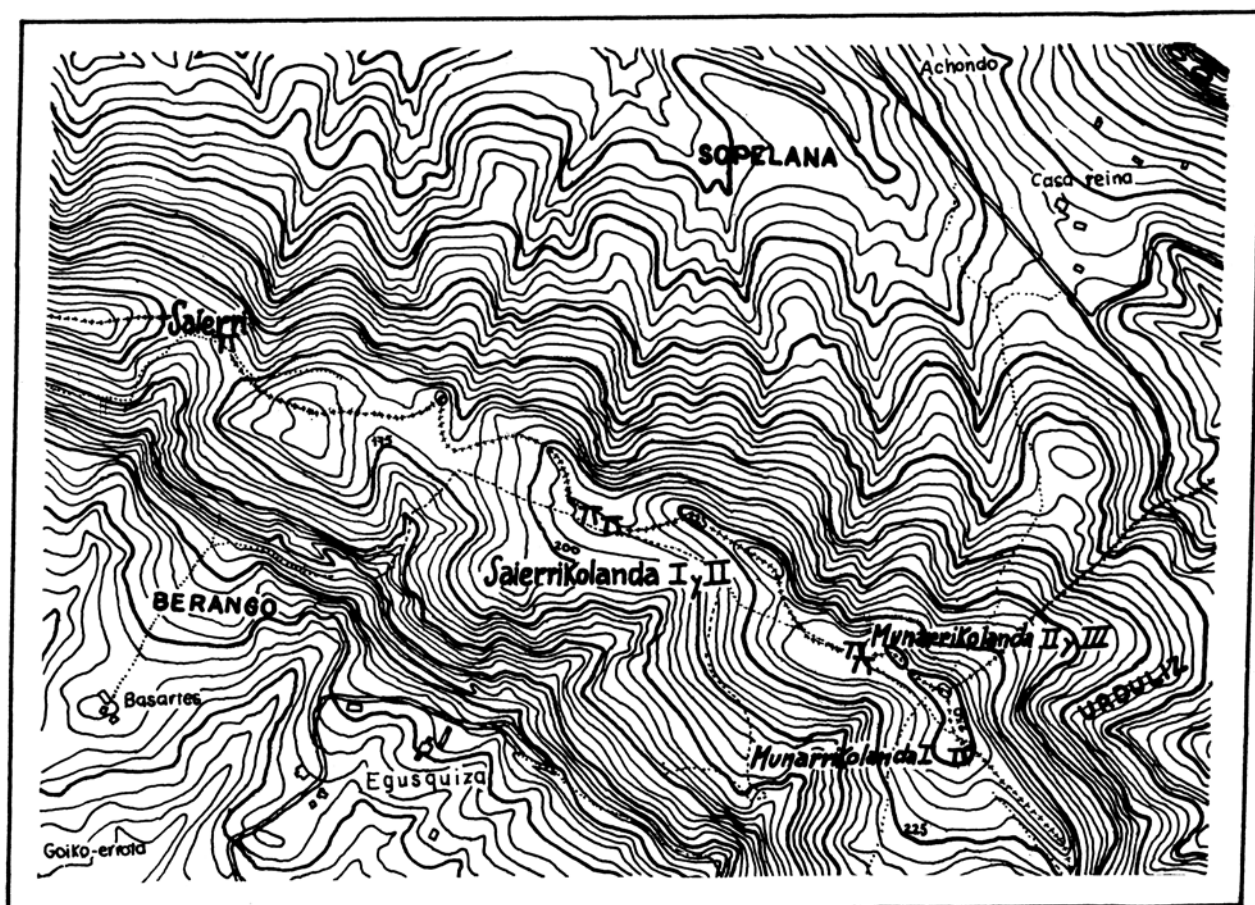 Achondo
SOPELANA
Casa reina
Saierri
175
200
SaierriKolanda I y II
BERANGO
MunarriKolanda II y III
URDULIZ
Basartes
MunarriKolanda I
Egusquiza
225
Goiko-errota